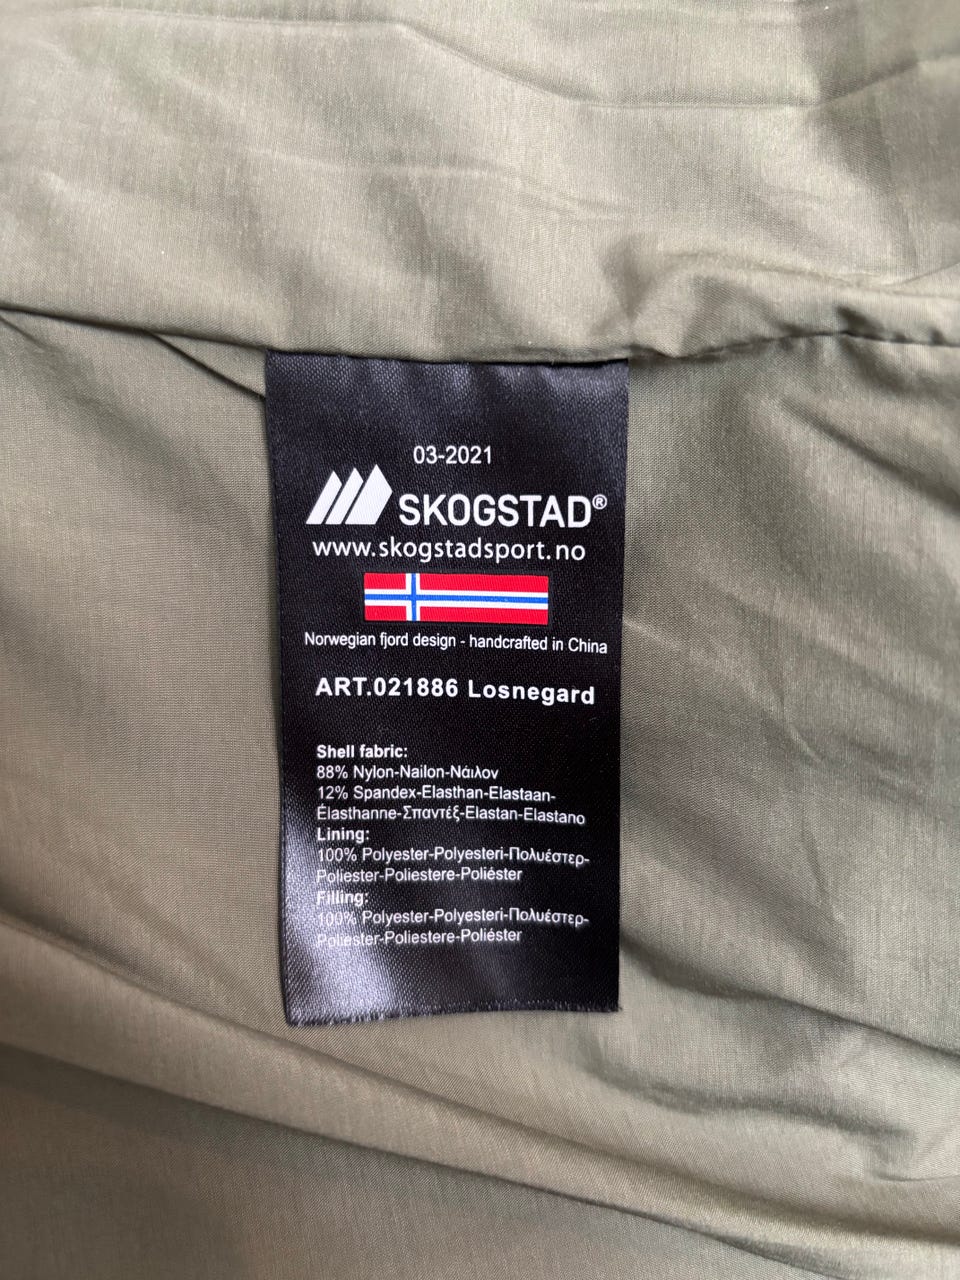 03-2021
SKOGSTAD®
www.skogstadsport.no
Norwegian fjord design - handcrafted in China
ART.021886 Losnegard
Shell fabric:
88% Nylon-Nailon-Νάιλον
12% Spandex-Elasthan-Elastaan-
Élasthanne-Σπαντέξ-Elastan-Elastano
Lining:
100% Polyester-Polyesteri-Πολυέστερ-
Poliester-Poliestere-Poliéster
Filling:
100% Polyester-Polyesteri-Πολυέστερ-
Poliester-Poliestere-Poliéster